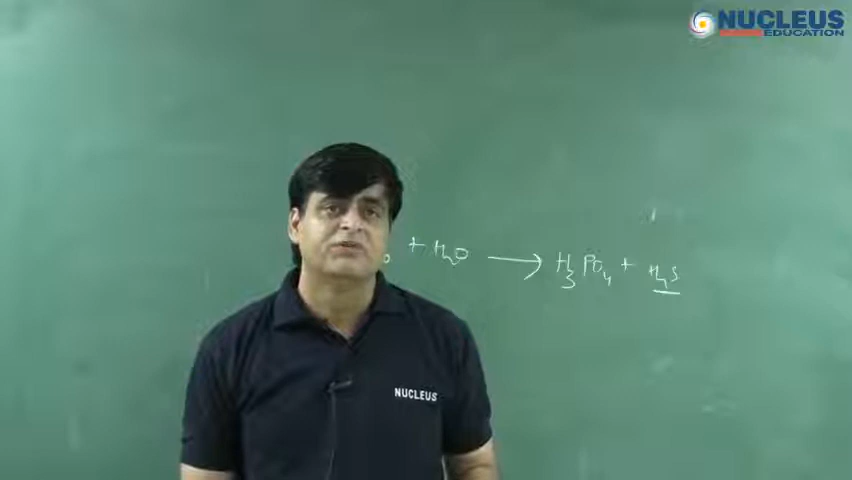 NUCLEUS
EDUCATION
+ H₂O ⟶ H₃PO₄ + H₂S
NUCLEUS